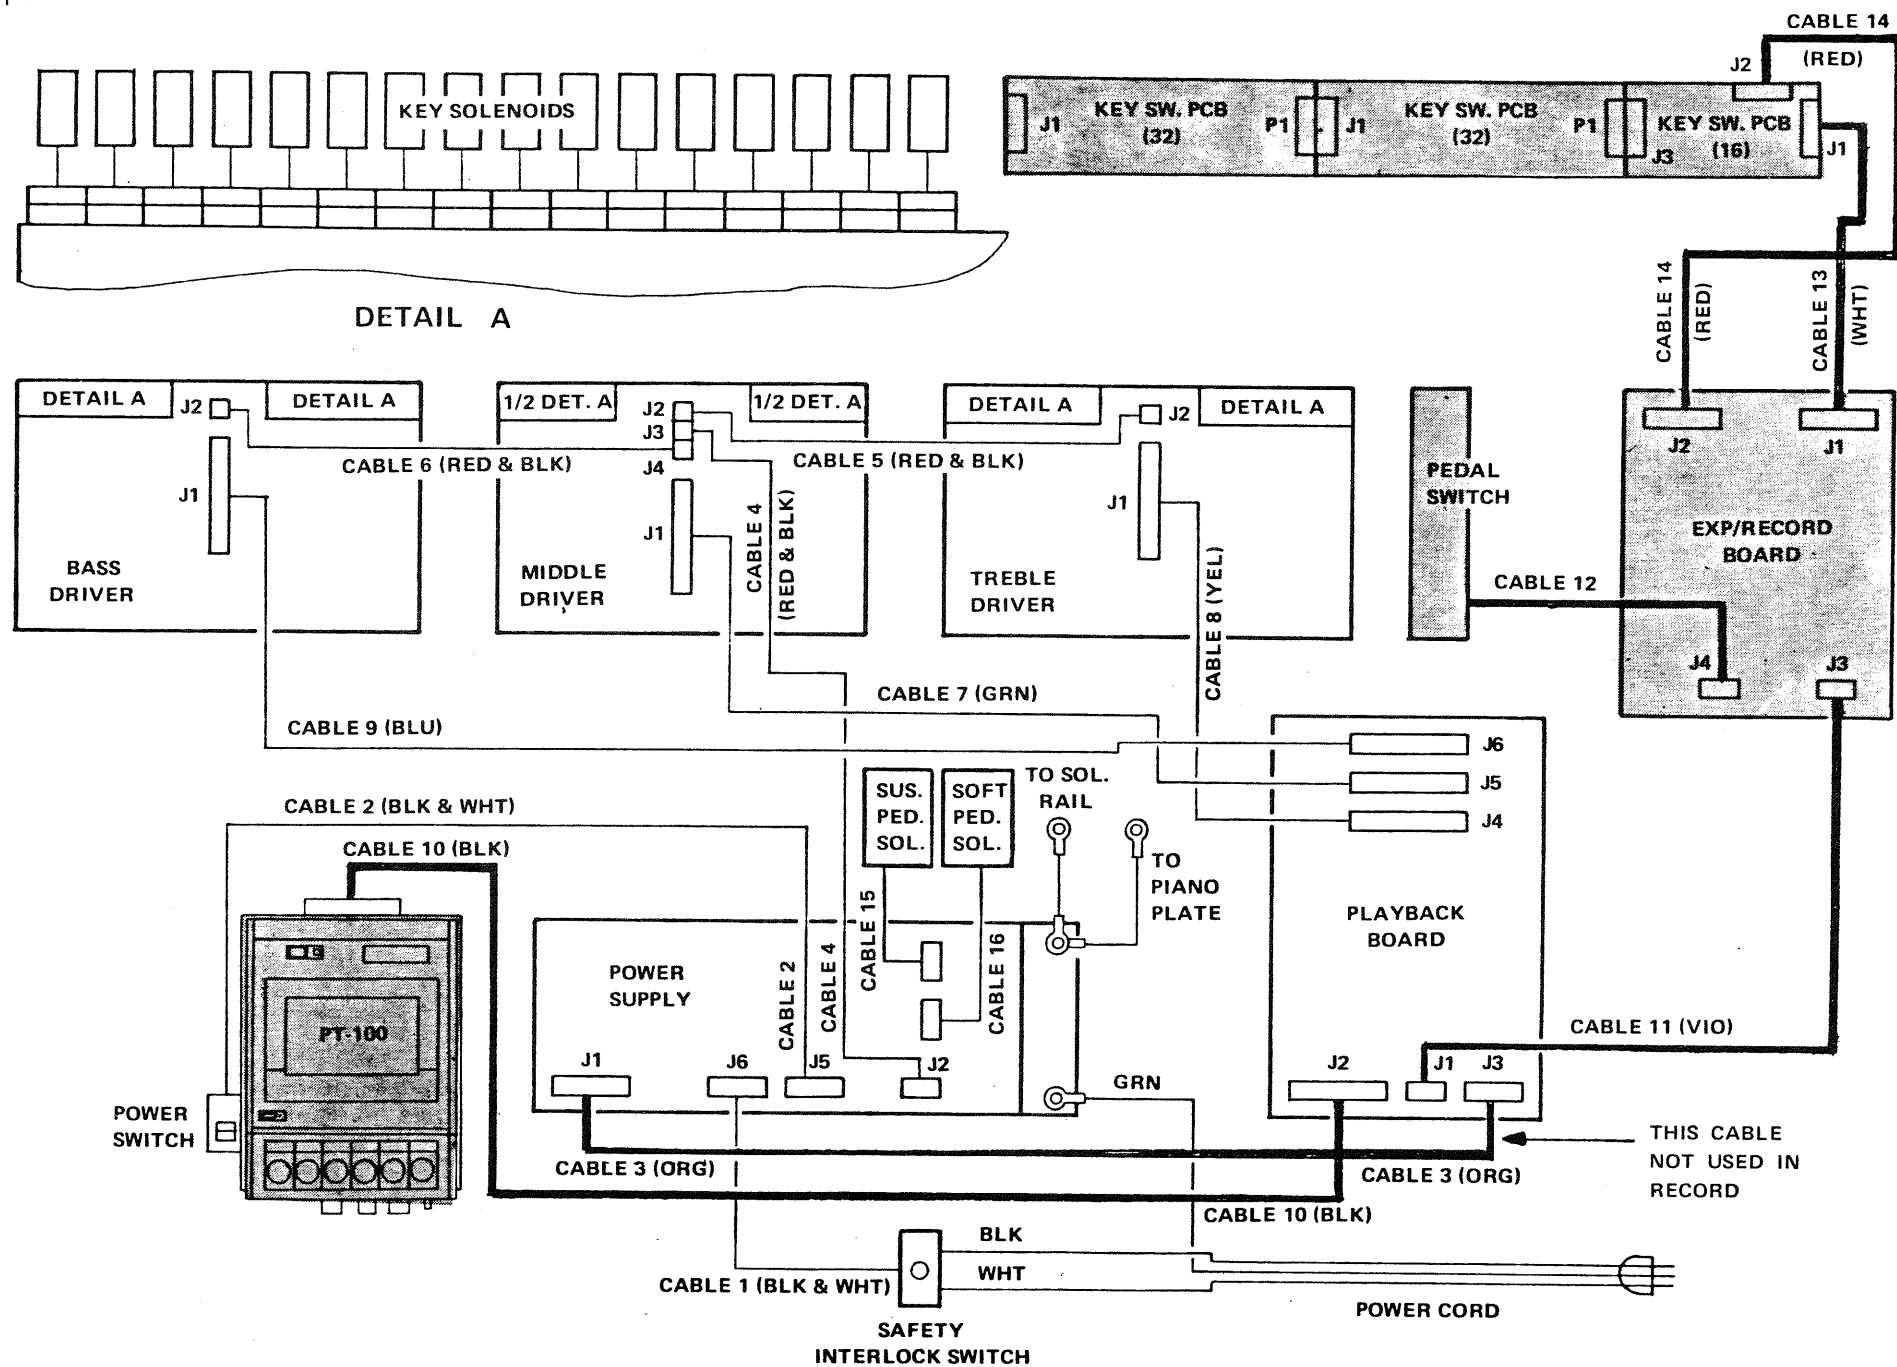 CABLE 14
(RED)
J2
KEY SOLENOIDS
J1
KEY SW. PCB
(32)
P1
J1
KEY SW. PCB
(32)
P1
J3
KEY SW. PCB
(16)
J1
DETAIL A
CABLE 14
(RED)
CABLE 13
(WHT)
DETAIL A
J2
DETAIL A
J1
BASS
DRIVER
CABLE 6 (RED & BLK)
1/2 DET. A
J2
J3
J4
1/2 DET. A
J1
MIDDLE
DRIVER
CABLE 4
(RED & BLK)
CABLE 5 (RED & BLK)
DETAIL A
J2
DETAIL A
J1
TREBLE
DRIVER
CABLE 8 (YEL)
PEDAL
SWITCH
CABLE 12
J2
J1
EXP/RECORD
BOARD
J4
J3
CABLE 7 (GRN)
CABLE 9 (BLU)
J6
J5
J4
PLAYBACK
BOARD
J2
J1
J3
CABLE 11 (VIO)
CABLE 2 (BLK & WHT)
CABLE 10 (BLK)
PT-100
POWER
SWITCH
SUS.
PED.
SOL.
SOFT
PED.
SOL.
TO SOL.
RAIL
TO
PIANO
PLATE
POWER
SUPPLY
CABLE 2
CABLE 4
CABLE 15
CABLE 16
J1
J6
J5
J2
GRN
CABLE 3 (ORG)
CABLE 3 (ORG)
THIS CABLE
NOT USED IN
RECORD
CABLE 10 (BLK)
BLK
WHT
CABLE 1 (BLK & WHT)
POWER CORD
SAFETY
INTERLOCK SWITCH